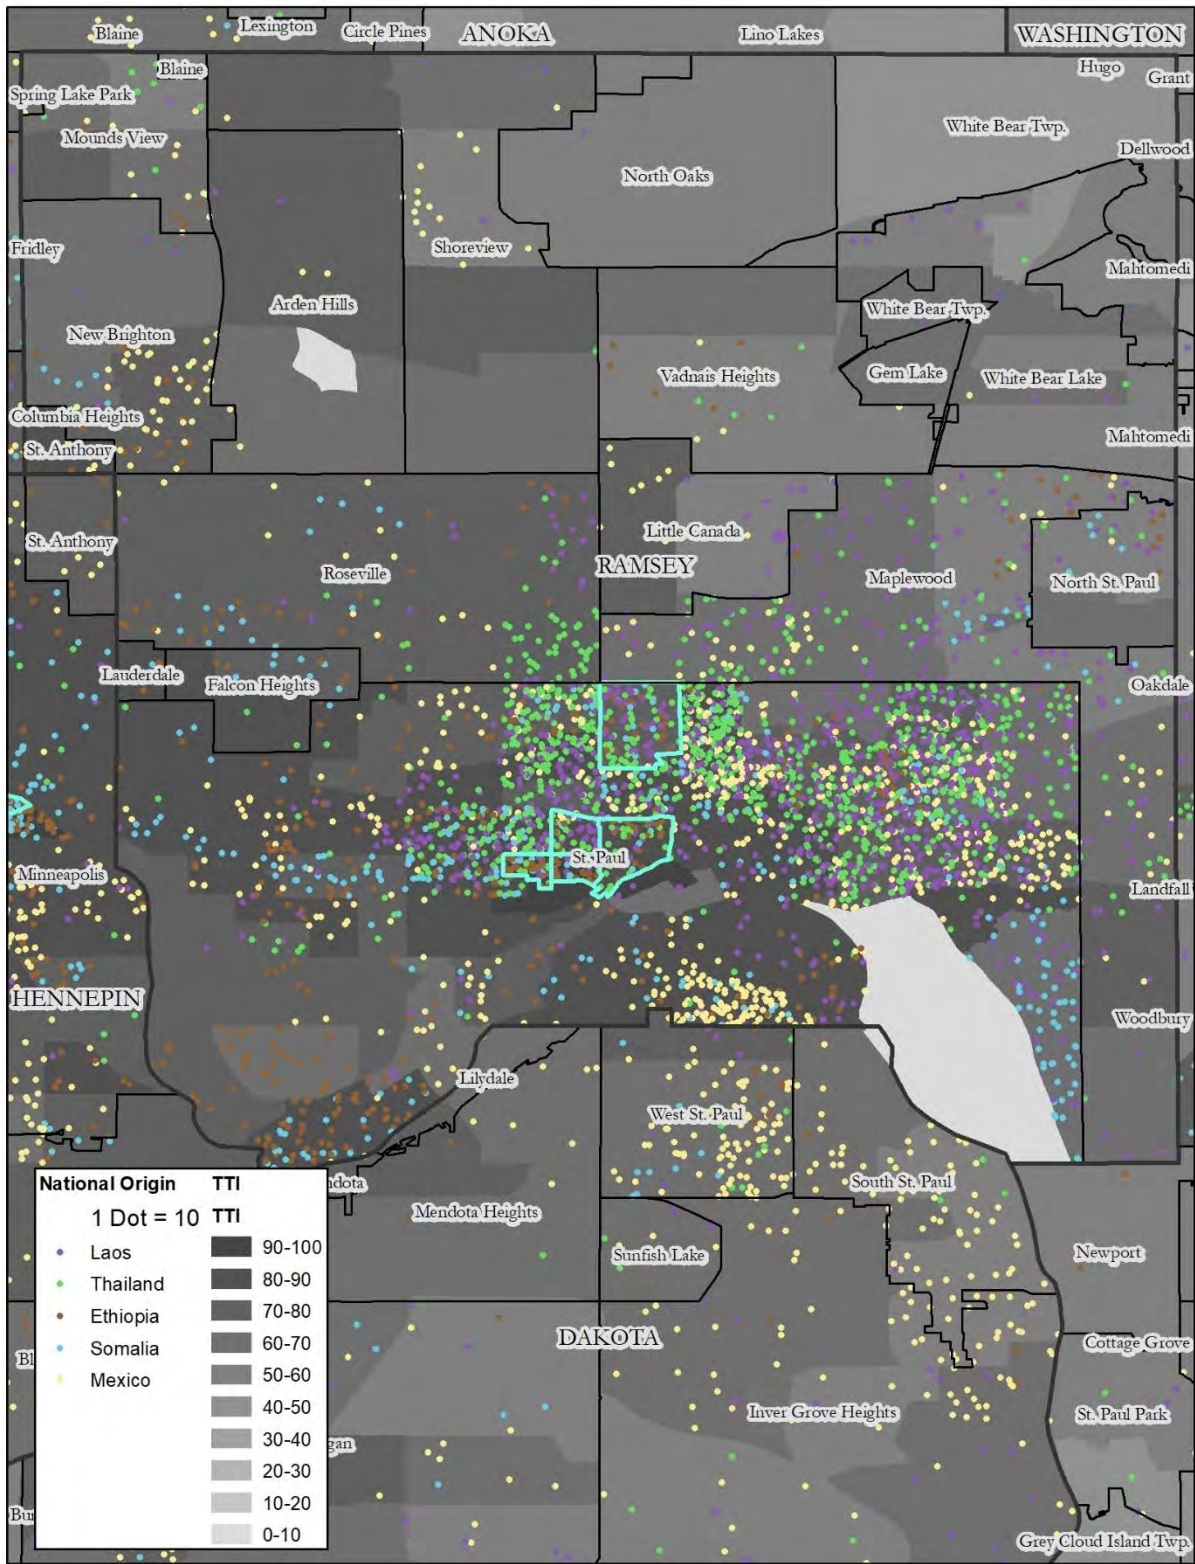 Blaine
Lexington
Circle Pines
ANOKA
Lino Lakes
WASHINGTON
Blaine
Hugo
Grant
Spring Lake Park
Mounds View
White Bear Twp.
Dellwood
North Oaks
Fridley
Shoreview
Mahtomedi
Arden Hills
White Bear Twp.
New Brighton
Vadnais Heights
Gem Lake
White Bear Lake
Columbia Heights
Mahtomedi
St. Anthony
St. Anthony
Little Canada
Roseville
RAMSEY
Maplewood
North St. Paul
Lauderdale
Falcon Heights
Oakdale
St. Paul
Minneapolis
Landfall
HENNEPIN
Woodbury
Lilydale
West St. Paul
ndota
South St. Paul
Mendota Heights
Sunfish Lake
Newport
DAKOTA
Cottage Grove
Bl
Inver Grove Heights
St. Paul Park
gan
Bur
Grey Cloud Island Twp.
National Origin
1 Dot = 10
Laos
Thailand
Ethiopia
Somalia
Mexico
TTI
TTI
90-100
80-90
70-80
60-70
50-60
40-50
30-40
20-30
10-20
0-10